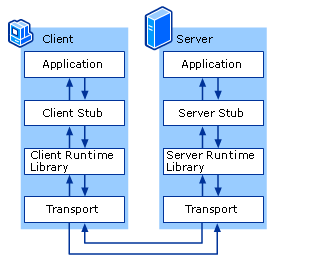 Client
Application
Client Stub
Client Runtime
Library
Transport
Server
Application
Server Stub
Server Runtime
Library
Transport